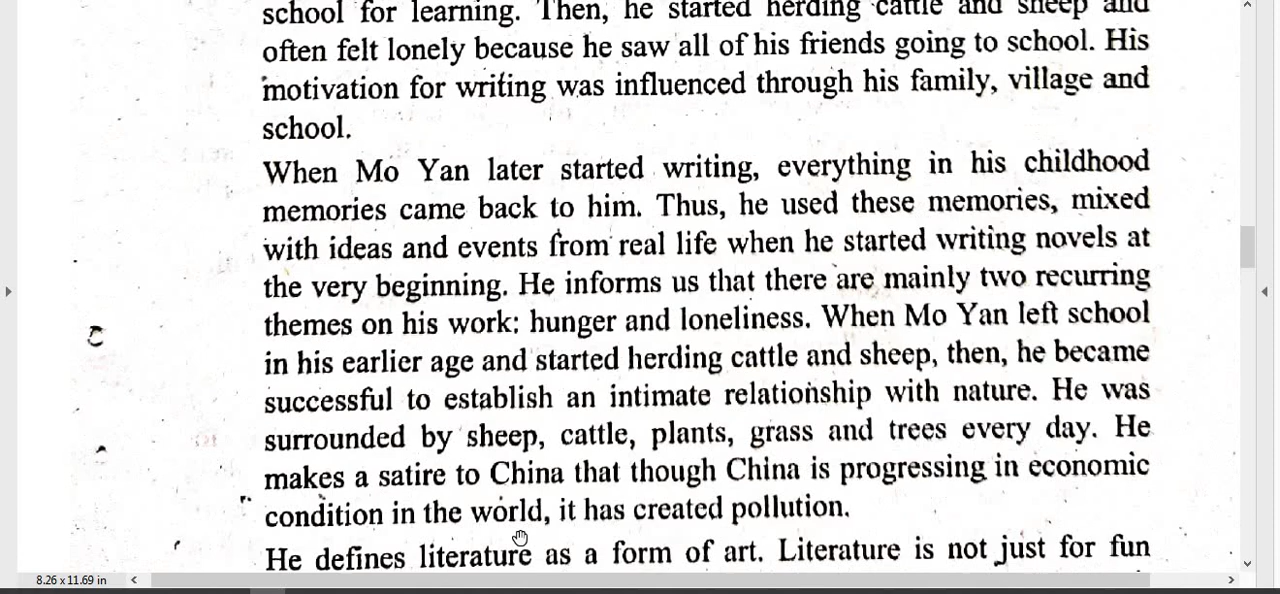 school for learning. Then, he started herding cattle and sheep and
often felt lonely because he saw all of his friends going to school. His
motivation for writing was influenced through his family, village and
school.
When Mo Yan later started writing, everything in his childhood
memories came back to him. Thus, he used these memories, mixed
with ideas and events from real life when he started writing novels at
the very beginning. He informs us that there are mainly two recurring
themes on his work: hunger and loneliness. When Mo Yan left school
in his earlier age and started herding cattle and sheep, then, he became
successful to establish an intimate relationship with nature. He was
surrounded by sheep, cattle, plants, grass and trees every day. He
makes a satire to China that though China is progressing in economic
condition in the world, it has created pollution.
He defines literature as a form of art. Literature is not just for fun
8.26 x 11.69 in